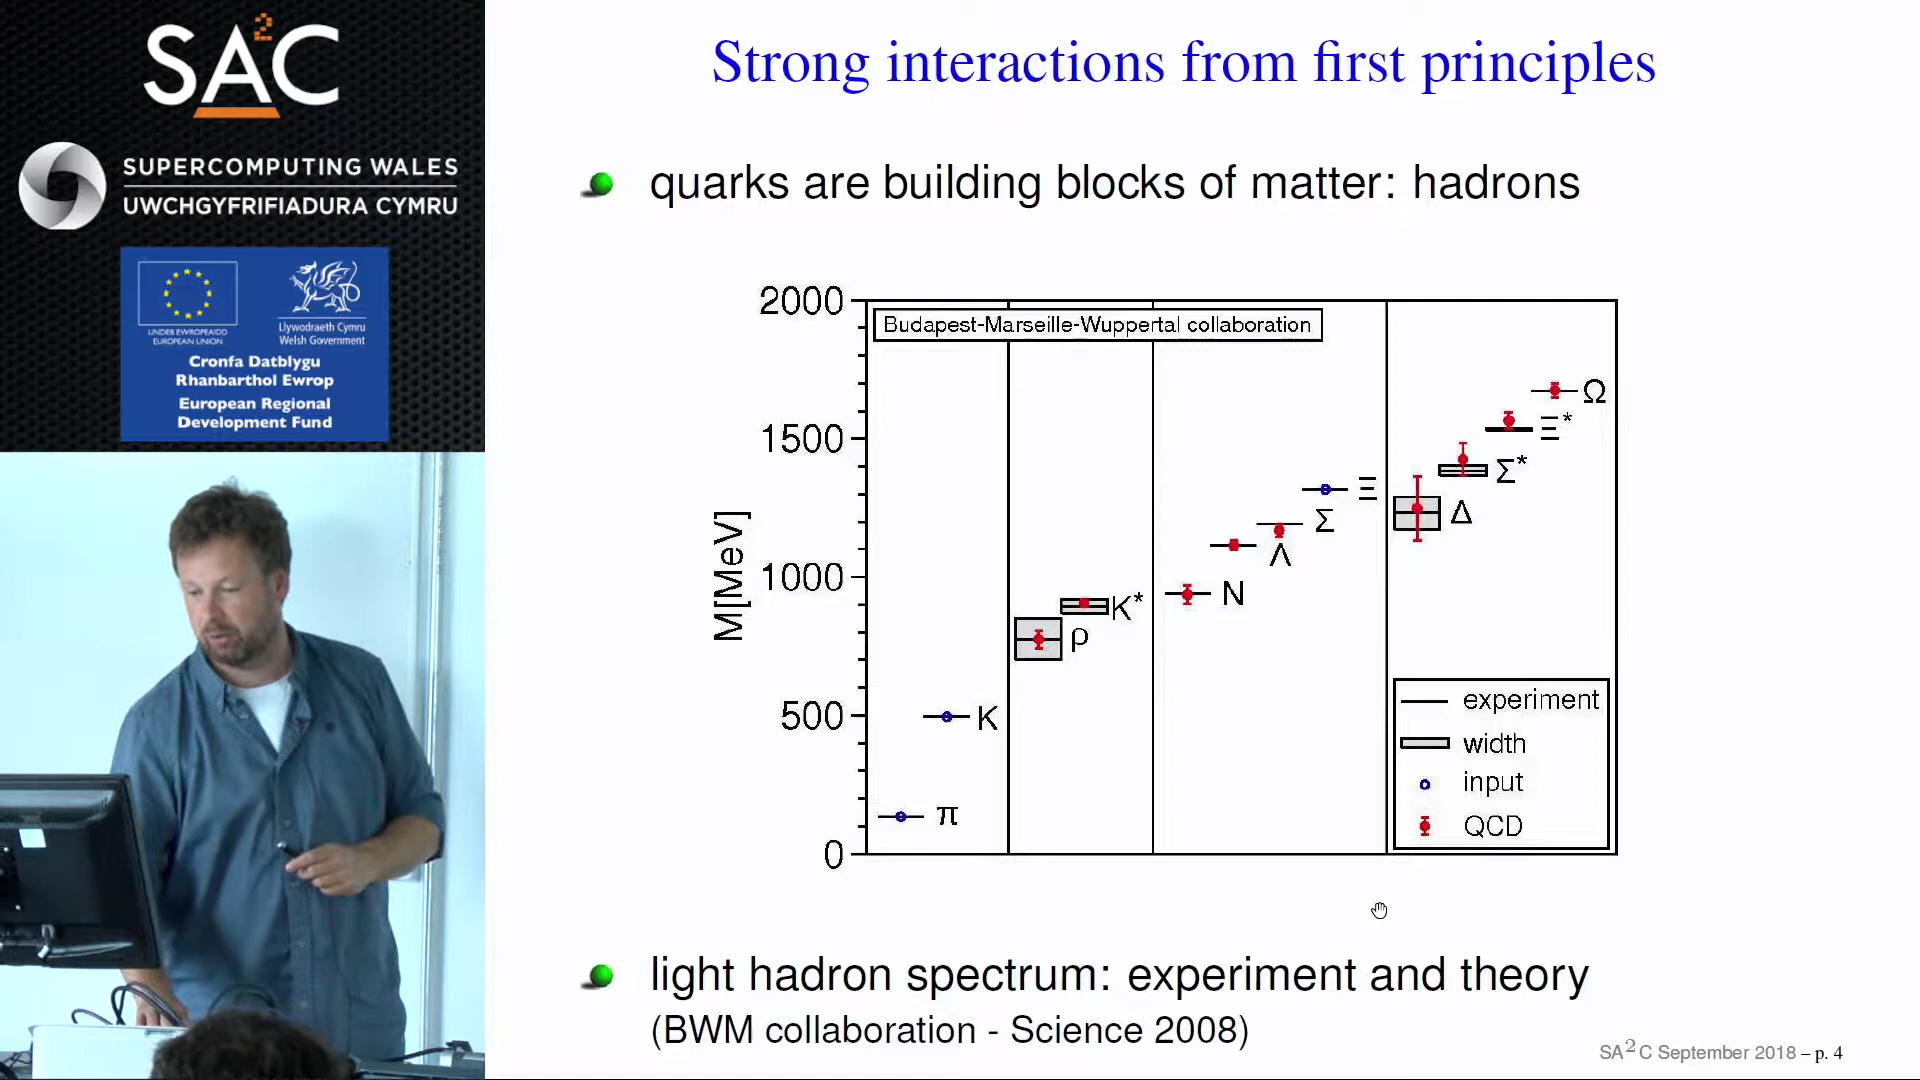 SA2C
SUPERCOMPUTING WALES
UWCHGYFRIFIADURA CYMRU
UNDEB EWROPEAIDD
EUROPEAN UNION
Llywodraeth Cymru
Welsh Government
Cronfa Datblygu
Rhanbarthol Ewrop
European Regional
Development Fund
Strong interactions from first principles
quarks are building blocks of matter: hadrons
Budapest-Marseille-Wuppertal collaboration
M[MeV]
2000
1500
1000
500
0
π
K
ρ
K*
N
Λ
Σ
Ξ
Δ
Σ*
Ξ*
Ω
experiment
width
input
QCD
light hadron spectrum: experiment and theory
(BWM collaboration - Science 2008)
SA2C September 2018 – p. 4